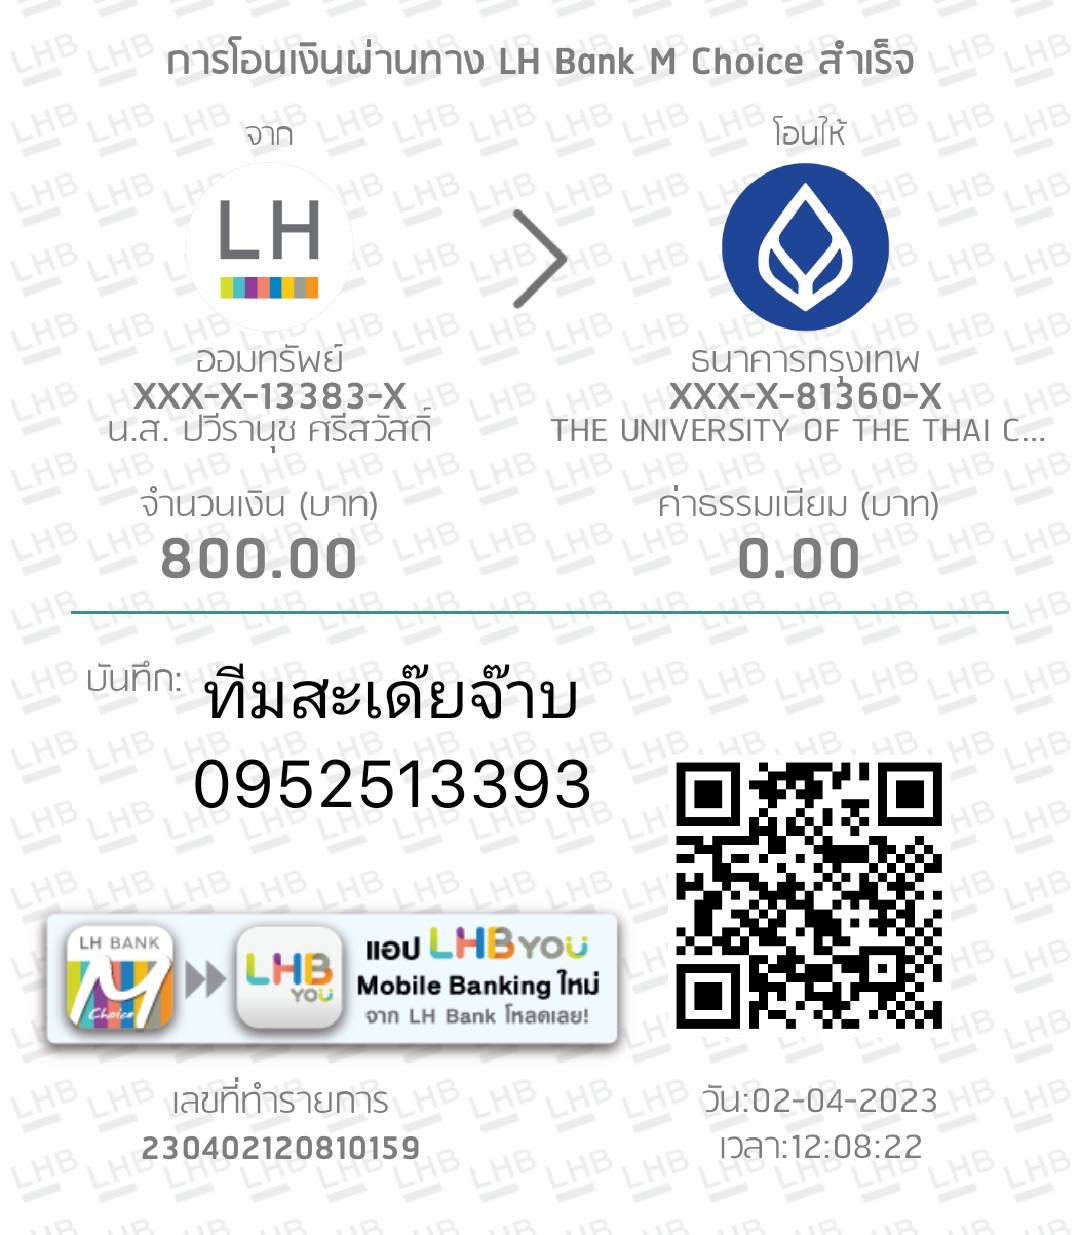 การโอนเงินผ่านทาง LH Bank M Choice สำเร็จ
จาก
โอนให้
LH
ออมทรัพย์
ธนาคารกรุงเทพ
XXX-X-13383-X
XXX-X-81360-X
น.ส. ปวีรานุช ศรีสวัสดิ์
THE UNIVERSITY OF THE THAI C...
จำนวนเงิน (บาท)
ค่าธรรมเนียม (บาท)
800.00
0.00
บันทึก: ทีมสะเด๊ยจ๊าบ
0952513393
LH BANK
M
Choice
LHB
YOU
แอป LHB YOU
Mobile Banking ใหม่
จาก LH Bank โหลดเลย!
เลขที่ทำรายการ
230402120810159
วัน:02-04-2023
เวลา:12:08:22